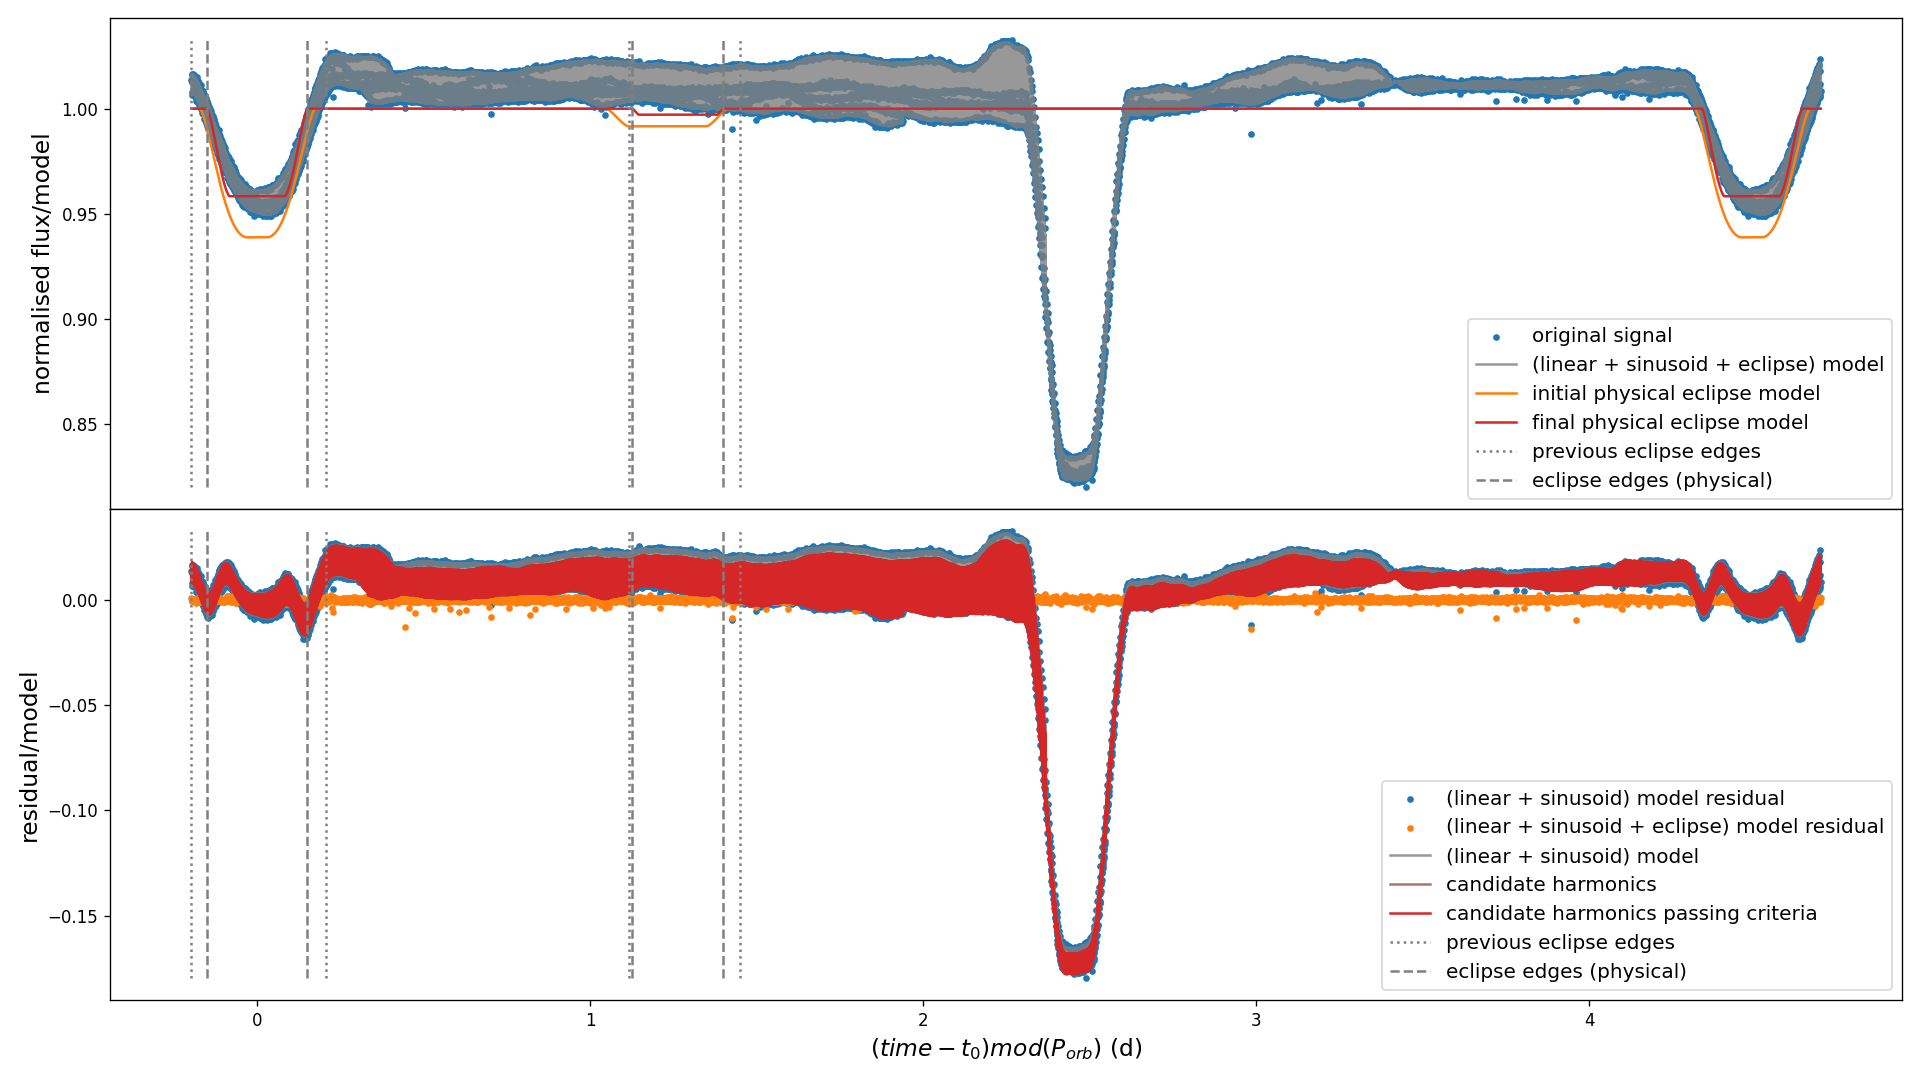 normalised flux/model
1.00
0.95
0.90
0.85
original signal
(linear + sinusoid + eclipse) model
initial physical eclipse model
final physical eclipse model
previous eclipse edges
eclipse edges (physical)
residual/model
0.00
−0.05
−0.10
−0.15
(linear + sinusoid) model residual
(linear + sinusoid + eclipse) model residual
(linear + sinusoid) model
candidate harmonics
candidate harmonics passing criteria
previous eclipse edges
eclipse edges (physical)
0 1 2 3 4
$(time - t_0)mod(P_{orb})$ (d)